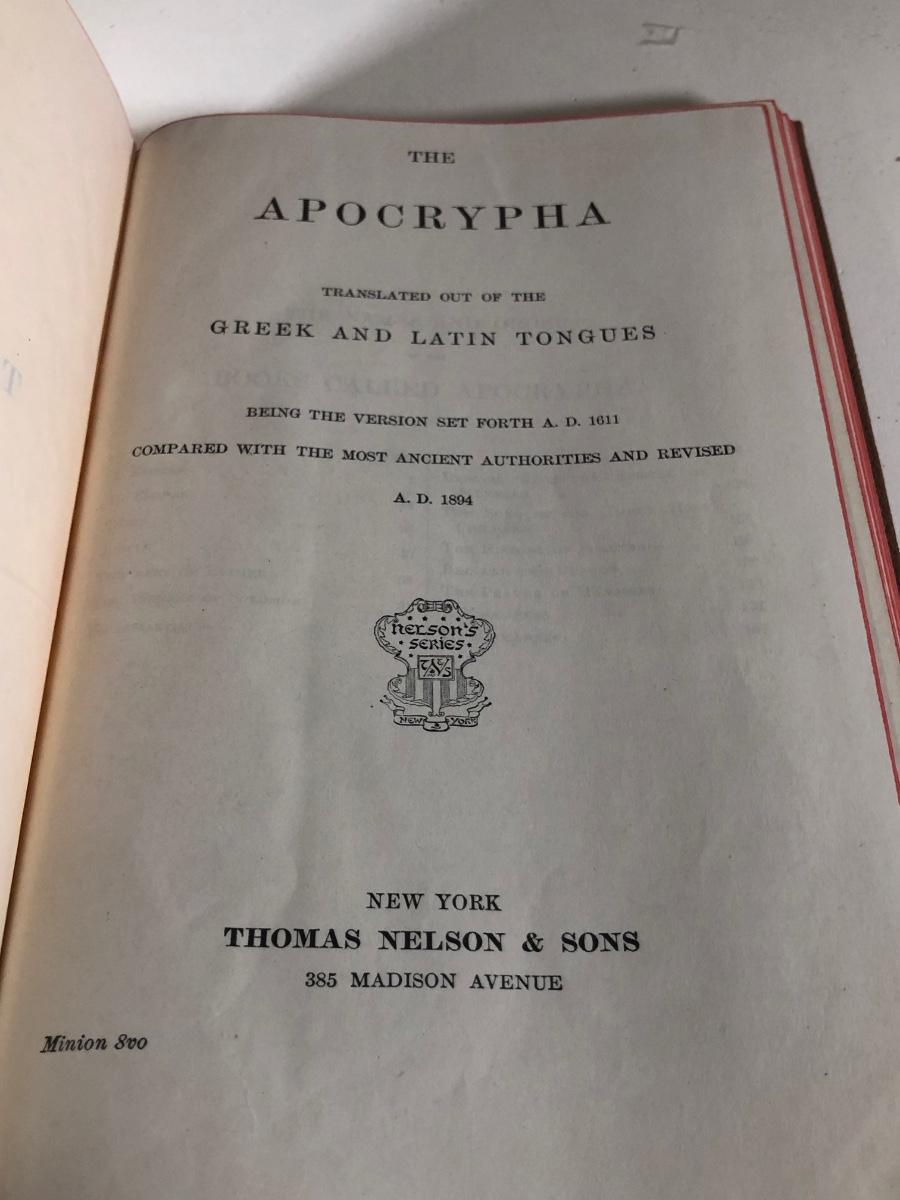 THE
APOCRYPHA
TRANSLATED OUT OF THE
GREEK AND LATIN TONGUES
BEING THE VERSION SET FORTH A. D. 1611
COMPARED WITH THE MOST ANCIENT AUTHORITIES AND REVISED
A. D. 1894
NELSON'S
SERIES
NEW YORK
NEW YORK
THOMAS NELSON & SONS
385 MADISON AVENUE
Minion 8vo